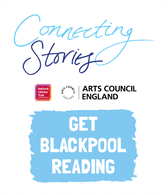 Connecting
Stories
National
Literacy
Trust
ARTS COUNCIL
ENGLAND
GET
BLACKPOOL
READING